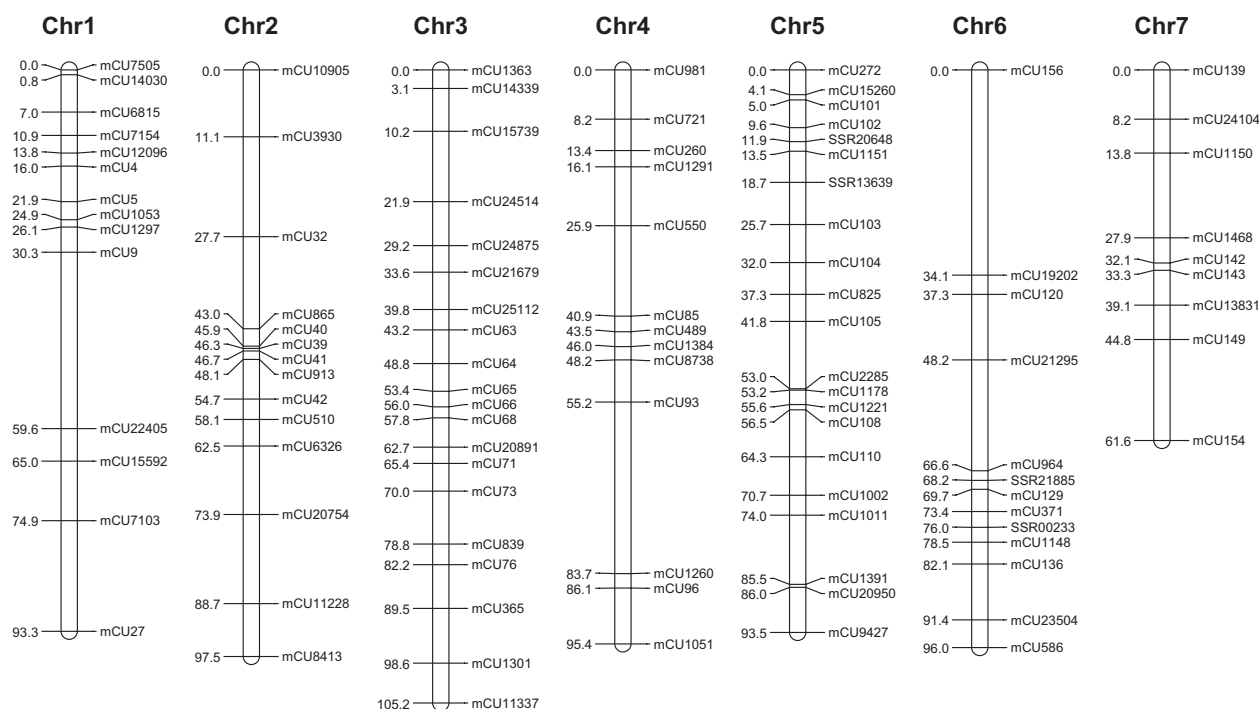 Chr1
0.0 mCU7505
0.8 mCU14030
7.0 mCU6815
10.9 mCU7154
13.8 mCU12096
16.0 mCU4
21.9 mCU5
24.9 mCU1053
26.1 mCU1297
30.3 mCU9
59.6 mCU22405
65.0 mCU15592
74.9 mCU7103
93.3 mCU27
Chr2
0.0 mCU10905
11.1 mCU3930
27.7 mCU32
43.0 mCU865
45.9 mCU40
46.3 mCU39
46.7 mCU41
48.1 mCU913
54.7 mCU42
58.1 mCU510
62.5 mCU6326
73.9 mCU20754
88.7 mCU11228
97.5 mCU8413
Chr3
0.0 mCU1363
3.1 mCU14339
10.2 mCU15739
21.9 mCU24514
29.2 mCU24875
33.6 mCU21679
39.8 mCU25112
43.2 mCU63
48.8 mCU64
53.4 mCU65
56.0 mCU66
57.8 mCU68
62.7 mCU20891
65.4 mCU71
70.0 mCU73
78.8 mCU839
82.2 mCU76
89.5 mCU365
98.6 mCU1301
105.2 mCU11337
Chr4
0.0 mCU981
8.2 mCU721
13.4 mCU260
16.1 mCU1291
25.9 mCU550
40.9 mCU85
43.5 mCU489
46.0 mCU1384
48.2 mCU8738
55.2 mCU93
83.7 mCU1260
86.1 mCU96
95.4 mCU1051
Chr5
0.0 mCU272
4.1 mCU15260
5.0 mCU101
9.6 mCU102
11.9 SSR20648
13.5 mCU1151
18.7 SSR13639
25.7 mCU103
32.0 mCU104
37.3 mCU825
41.8 mCU105
53.0 mCU2285
53.2 mCU1178
55.6 mCU1221
56.5 mCU108
64.3 mCU110
70.7 mCU1002
74.0 mCU1011
85.5 mCU1391
86.0 mCU20950
93.5 mCU9427
Chr6
0.0 mCU156
34.1 mCU19202
37.3 mCU120
48.2 mCU21295
66.6 mCU964
68.2 SSR21885
69.7 mCU129
73.4 mCU371
76.0 SSR00233
78.5 mCU1148
82.1 mCU136
91.4 mCU23504
96.0 mCU586
Chr7
0.0 mCU139
8.2 mCU24104
13.8 mCU1150
27.9 mCU1468
32.1 mCU142
33.3 mCU143
39.1 mCU13831
44.8 mCU149
61.6 mCU154